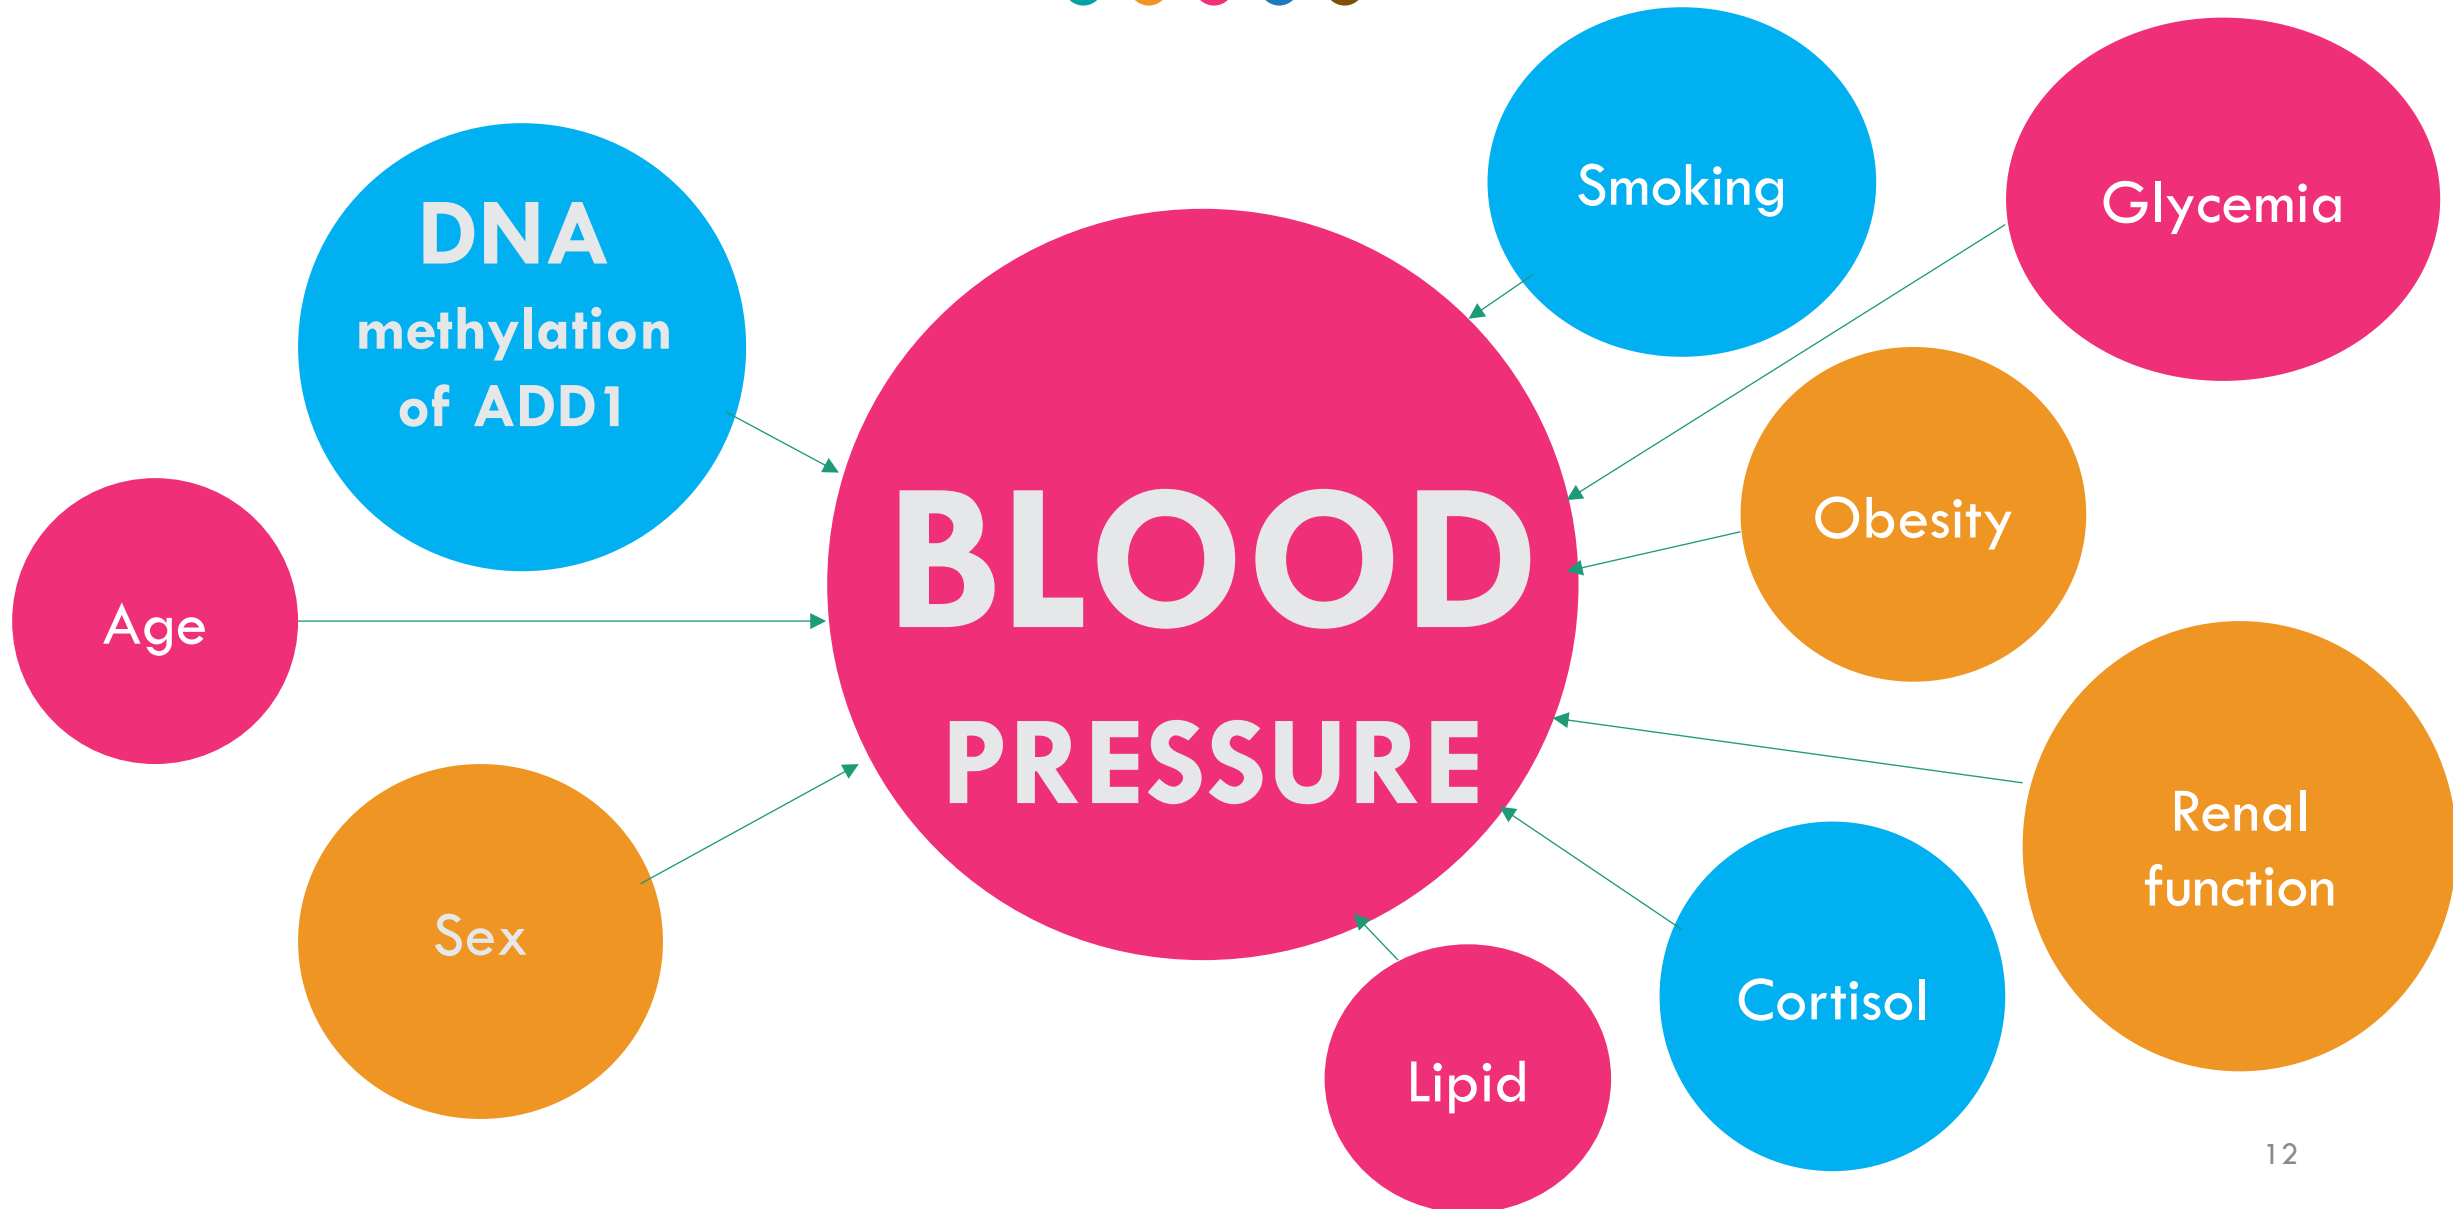 DNA
methylation
of ADD1
Smoking
Glycemia
BLOOD
PRESSURE
Obesity
Age
Sex
Renal
function
Cortisol
Lipid
12